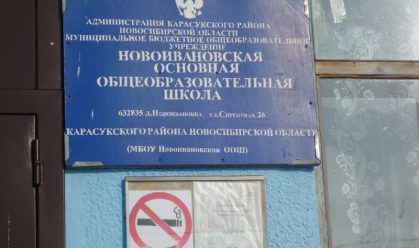 АДМИНИСТРАЦИЯ КАРАСУКСКОГО РАЙОНА
НОВОСИБИРСКОЙ ОБЛАСТИ
МУНИЦИПАЛЬНОЕ БЮДЖЕТНОЕ ОБЩЕОБРАЗОВАТЕЛЬНОЕ
УЧРЕЖДЕНИЕ
НОВОИВАНОВСКАЯ
ОСНОВНАЯ
ОБЩЕОБРАЗОВАТЕЛЬНАЯ
ШКОЛА
632835 д.Новоивановка, ул.Сиреневая, 26
КАРАСУКСКОГО РАЙОНА НОВОСИБИРСКОЙ ОБЛАСТИ
(МБОУ Новоивановская ООШ)